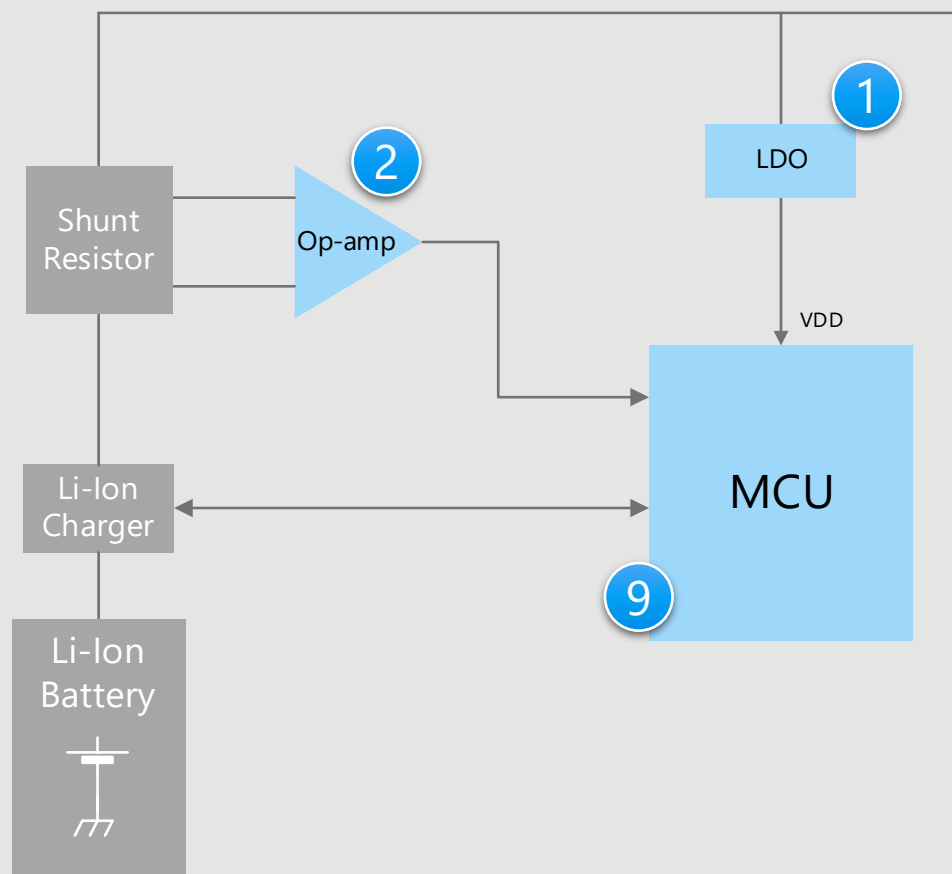 1
LDO
2
Shunt
Resistor
Op-amp
VDD
Li-Ion
Charger
MCU
9
Li-Ion
Battery